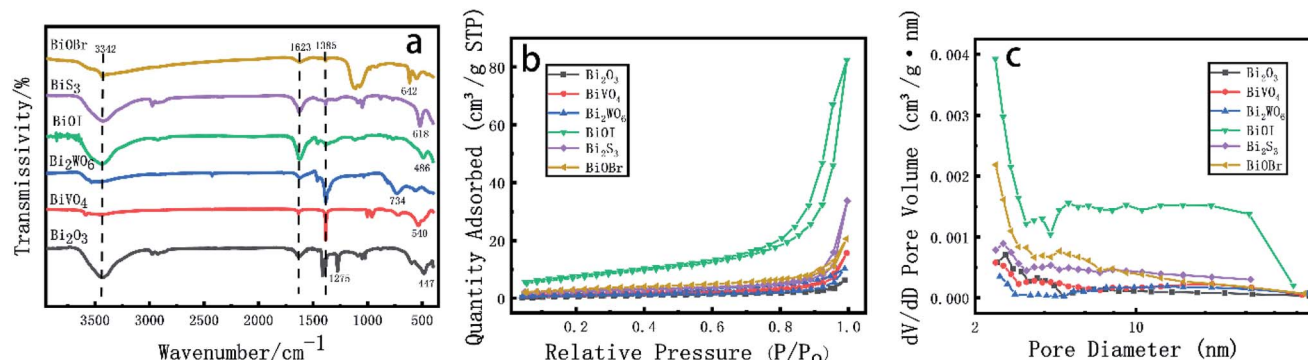 a
Transmissivity/%
BiOBr
BiS₃
BiOI
Bi₂WO₆
BiVO₄
Bi₂O₃
3342
1623
1385
642
618
486
734
540
1275
447
3500 3000 2500 2000 1500 1000 500
Wavenumber/cm⁻¹
b
Quantity Adsorbed (cm³/g STP)
80
60
40
20
0
Bi₂O₃
BiVO₄
Bi₂WO₆
BiOI
Bi₂S₃
BiOBr
0.2 0.4 0.6 0.8 1.0
Relative Pressure (P/P₀)
c
dV/dD Pore Volume (cm³/g·nm)
0.004
0.003
0.002
0.001
0.000
Bi₂O₃
BiVO₄
Bi₂WO₆
BiOI
Bi₂S₃
BiOBr
2 10
Pore Diameter (nm)